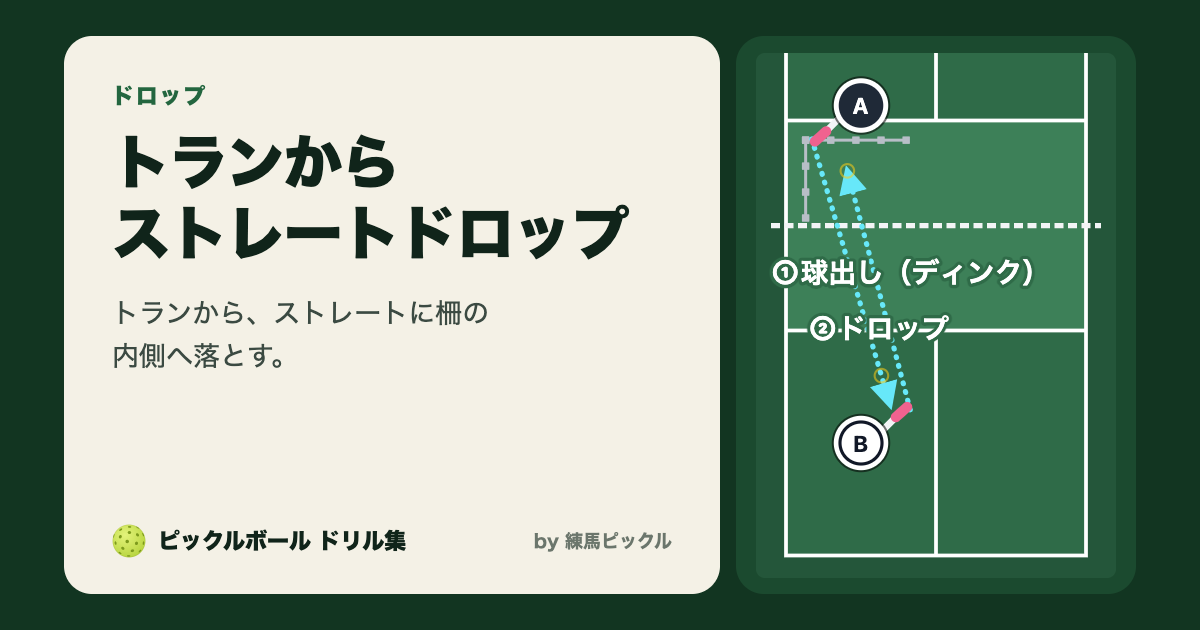 ドロップ
トランから
ストレートドロップ
トランから、ストレートに柵の
内側へ落とす。
ピックルボール ドリル集
by 練馬ピックル
A
①球出し（ディンク）
②ドロップ
B